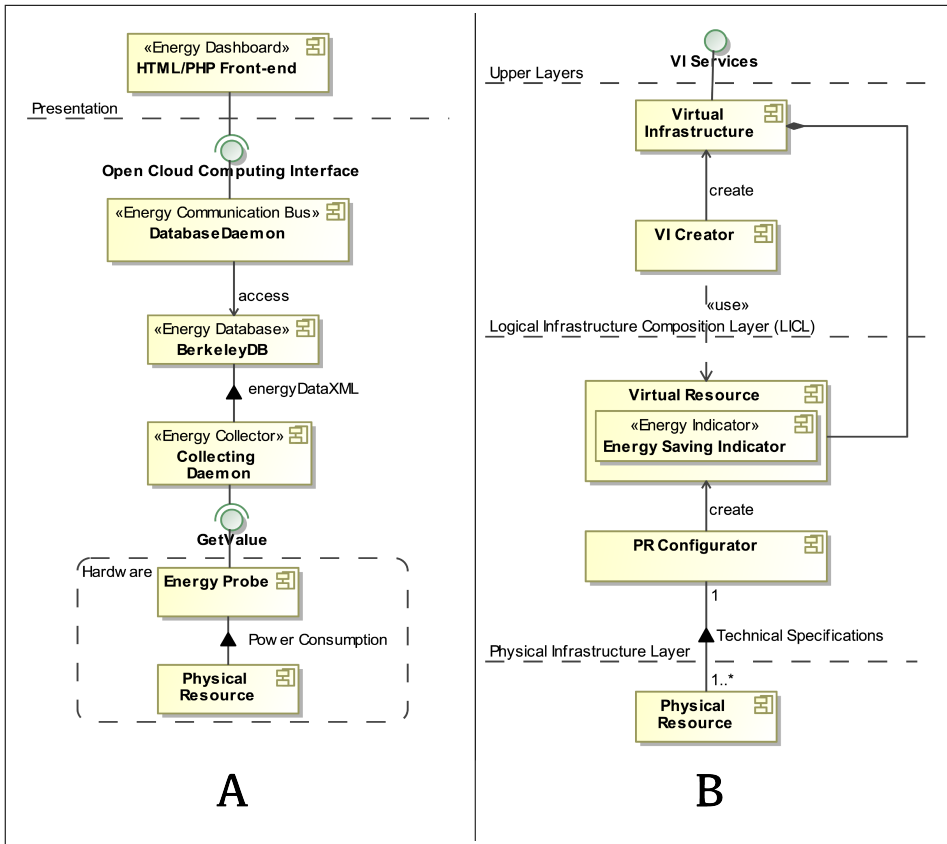 «Energy Dashboard»
HTML/PHP Front-end
Presentation
Open Cloud Computing Interface
«Energy Communication Bus»
DatabaseDaemon
access
«Energy Database»
BerkeleyDB
energyDataXML
«Energy Collector»
Collecting
Daemon
GetValue
Hardware
Energy Probe
Power Consumption
Physical
Resource
A
VI Services
Upper Layers
Virtual
Infrastructure
create
VI Creator
«use»
Logical Infrastructure Composition Layer (LICL)
Virtual Resource
«Energy Indicator»
Energy Saving Indicator
create
PR Configurator
1
Technical Specifications
Physical Infrastructure Layer
1..*
Physical
Resource
B